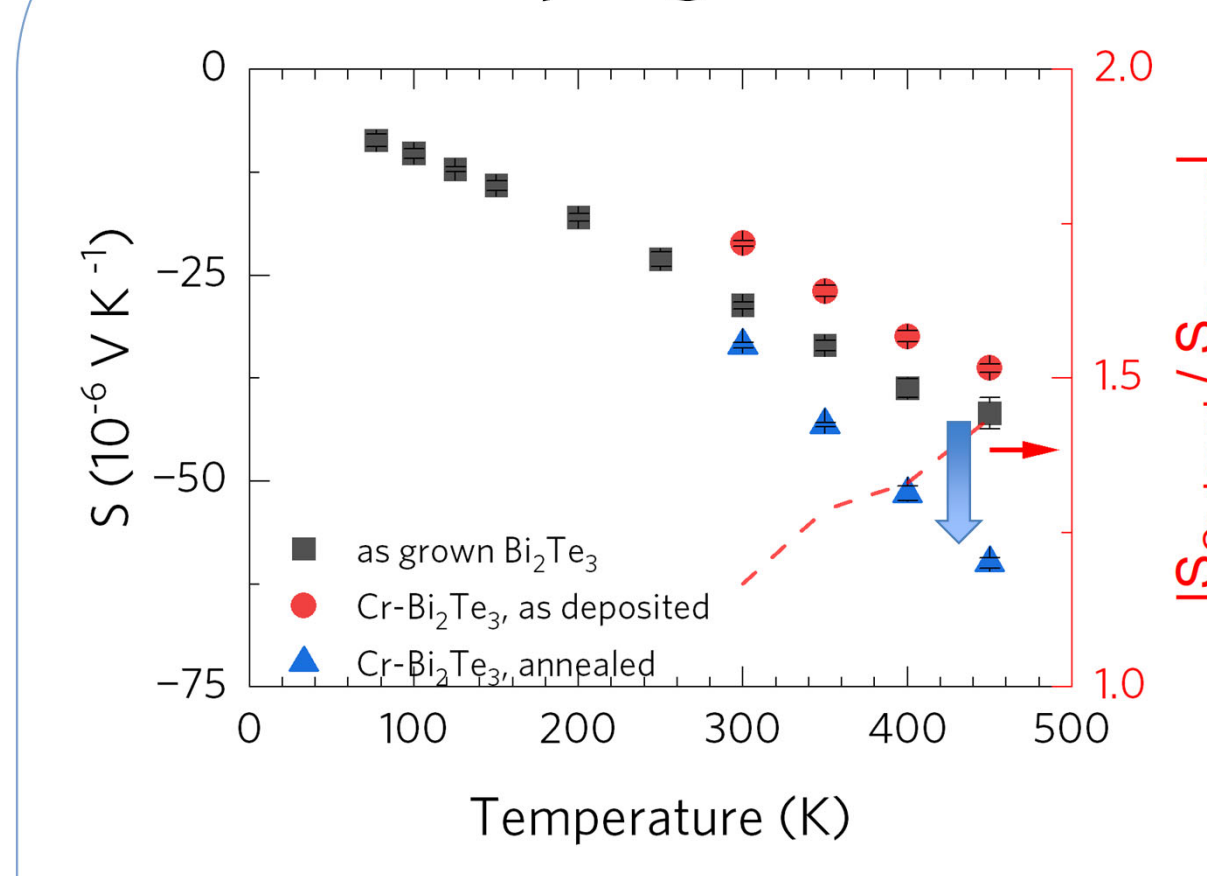 0
−25
−50
−75
S (10⁻⁶ V K ⁻¹)
as grown Bi₂Te₃
Cr-Bi₂Te₃, as deposited
Cr-Bi₂Te₃, annealed
2.0
1.5
1.0
0 100 200 300 400 500
Temperature (K)